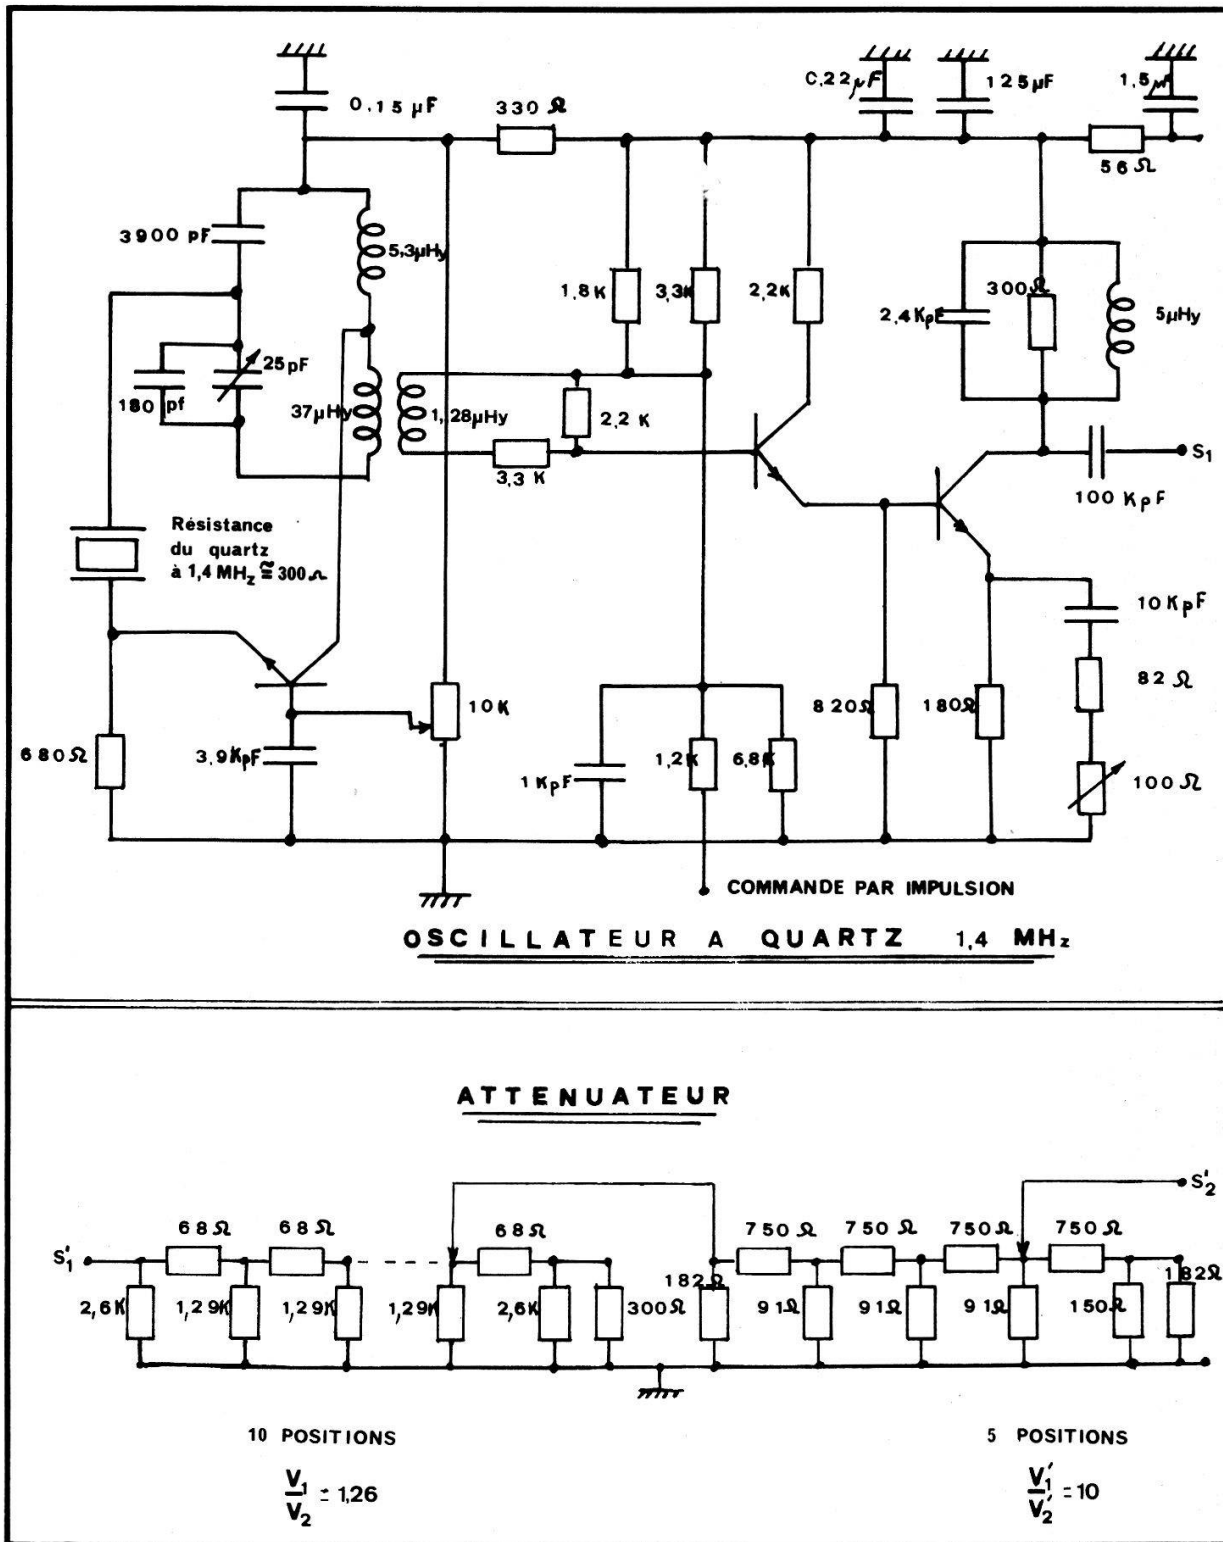 0.15 µF
330 Ω
0,22 µF
125 µF
1,5 µF
56 Ω
3900 pF
5,3µHy
1,8 K
3,3K
2,2K
2,4 KpF
300 Ω
5µHy
180 pf
25 pF
37µHy
1,28µHy
2,2 K
3,3 K
S1
100 KpF
Résistance
du quartz
à 1,4 MHz ≅ 300 Ω
10 KpF
82 Ω
680Ω
3,9KpF
10K
1 KpF
1,2K
6,8K
820Ω
180Ω
100 Ω
COMMANDE PAR IMPULSION
OSCILLATEUR A QUARTZ 1,4 MHz
ATTENUATEUR
S'1
68 Ω
68 Ω
68 Ω
750 Ω
750 Ω
750 Ω
750 Ω
S'2
2,6K
1,29K
1,29K
1,29K
2,6K
300Ω
182Ω
91Ω
91Ω
91Ω
150Ω
182Ω
10 POSITIONS
5 POSITIONS
V1/V2 = 1,26
V'1/V'2 = 10